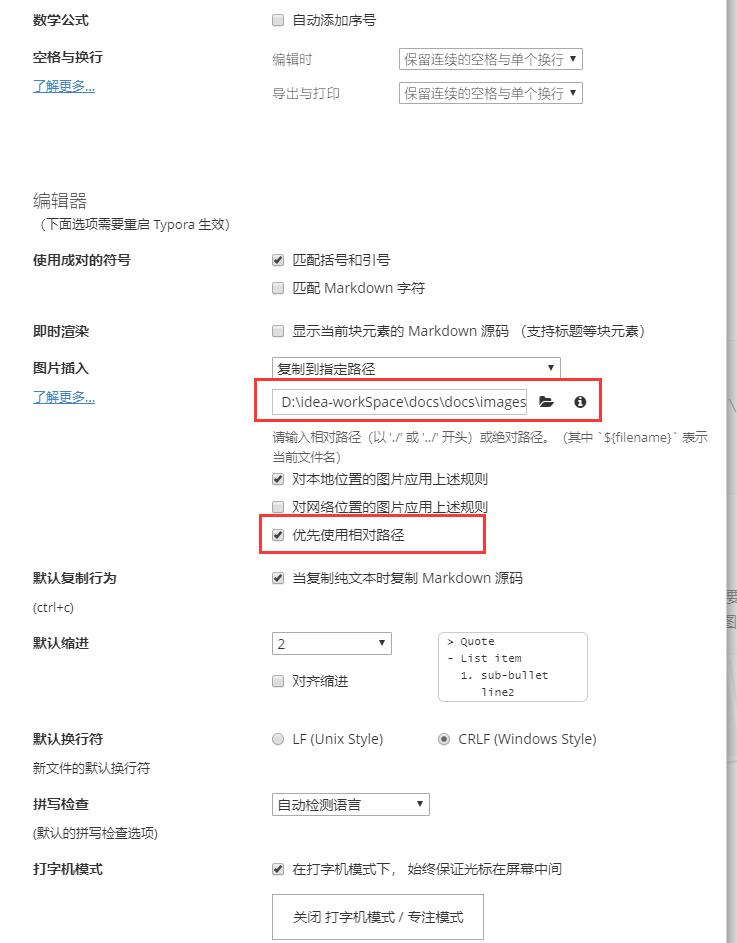 数学公式
自动添加序号
空格与换行
编辑时
保留连续的空格与单个换行
了解更多...
导出与打印
保留连续的空格与单个换行
编辑器
（下面选项需要重启 Typora 生效）
使用成对的符号
匹配括号和引号
匹配 Markdown 字符
即时渲染
显示当前块元素的 Markdown 源码 （支持标题等块元素）
图片插入
复制到指定路径
了解更多...
D:\idea-workSpace\docs\docs\images
请输入相对路径（以 './' 或 '../' 开头）或绝对路径。（其中 `${filename}` 表示
当前文件名）
对本地位置的图片应用上述规则
对网络位置的图片应用上述规则
优先使用相对路径
默认复制行为
当复制纯文本时复制 Markdown 源码
(ctrl+c)
默认缩进
2
> Quote
- List item
1. sub-bullet
line2
对齐缩进
默认换行符
LF (Unix Style)
CRLF (Windows Style)
新文件的默认换行符
拼写检查
自动检测语言
(默认的拼写检查选项)
打字机模式
在打字机模式下， 始终保证光标在屏幕中间
关闭 打字机模式 / 专注模式